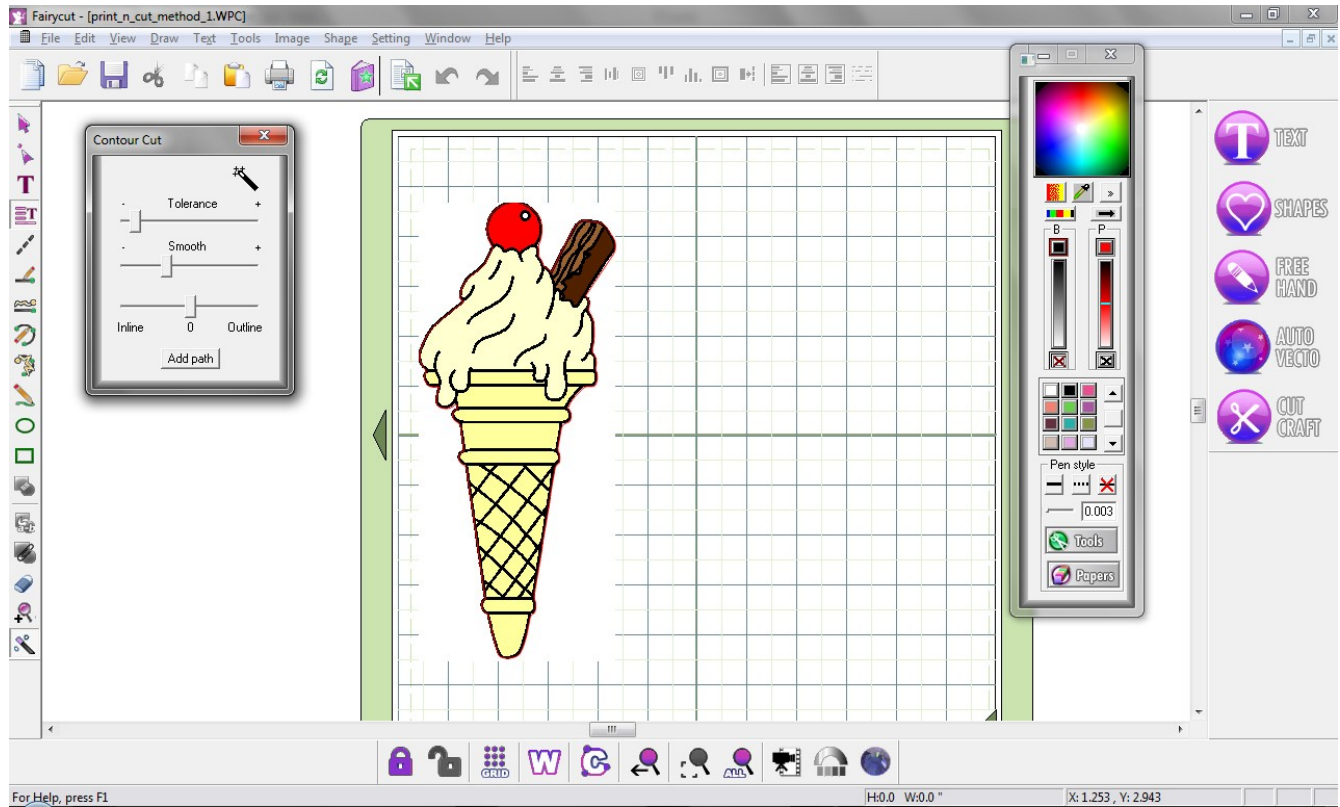 Fairycut - [print_n_cut_method_1.WPC]
File Edit View Draw Text Tools Image Shape Setting Window Help
Contour Cut
- Tolerance +
- Smooth +
Inline 0 Outline
Add path
T
T
GRID
W
C
ALL
B P
Pen style
0.003
Tools
Papers
T TEXT
SHAPES
FREE
HAND
AUTO
VECTO
CUT
CRAFT
For Help, press F1
H:0.0 W:0.0 "
X: 1.253 , Y: 2.943